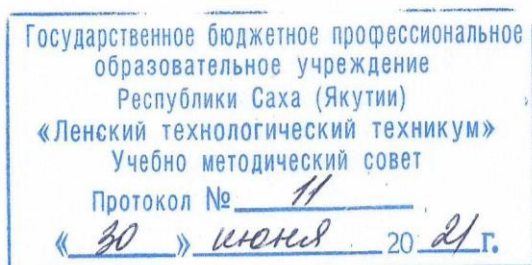 Государственное бюджетное профессиональное
образовательное учреждение
Республики Саха (Якутии)
«Ленский технологический техникум»
Учебно методический совет
Протокол № 11
« 30 » июня 20 21 г.